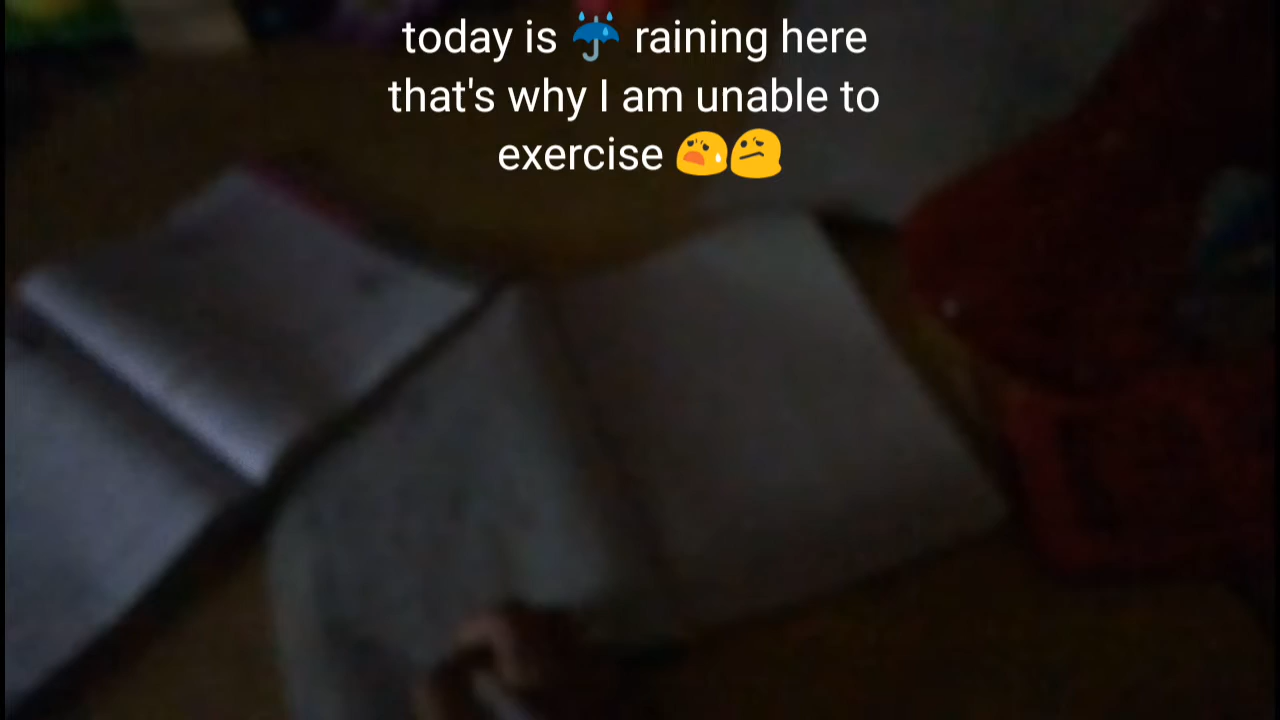 today is ☔ raining here
that's why I am unable to
exercise 😧😕